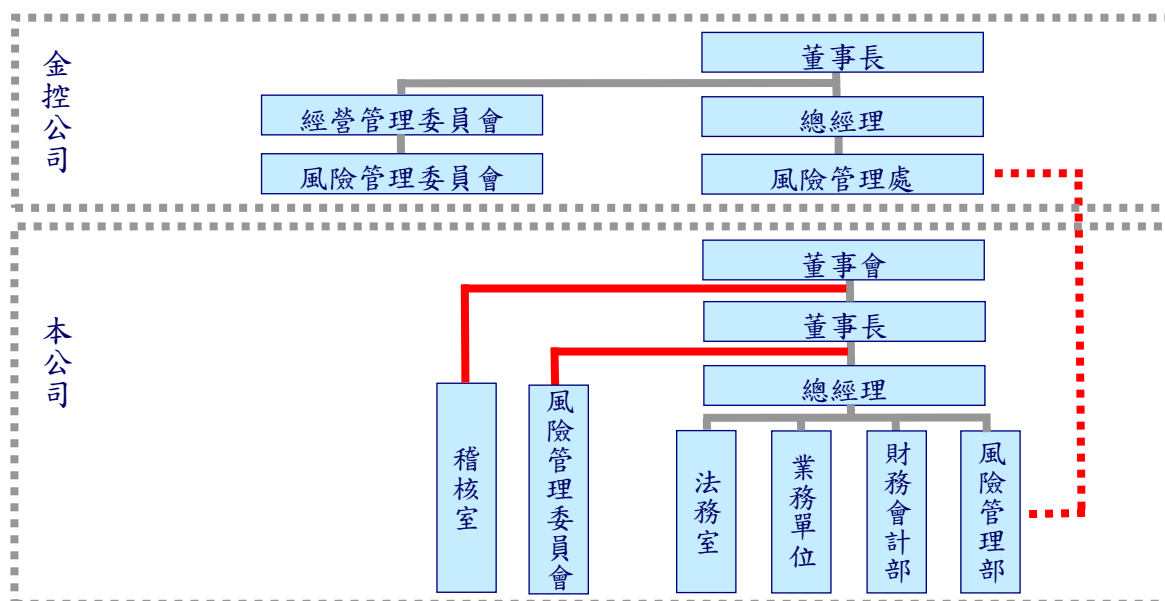 金控公司
董事長
經營管理委員會
總經理
風險管理委員會
風險管理處
本公司
董事會
董事長
總經理
稽核室
風險管理委員會
法務室
業務單位
財務會計部
風險管理部